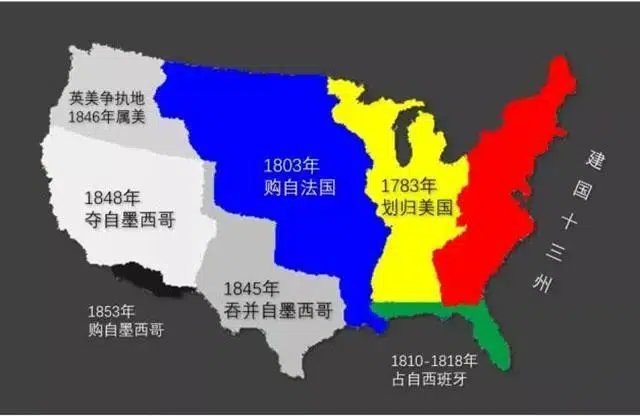 英美争执地
1846年属美
1848年
夺自墨西哥
1853年
购自墨西哥
1803年
购自法国
1845年
吞并自墨西哥
1783年
划归美国
建国十三州
1810-1818年
占自西班牙